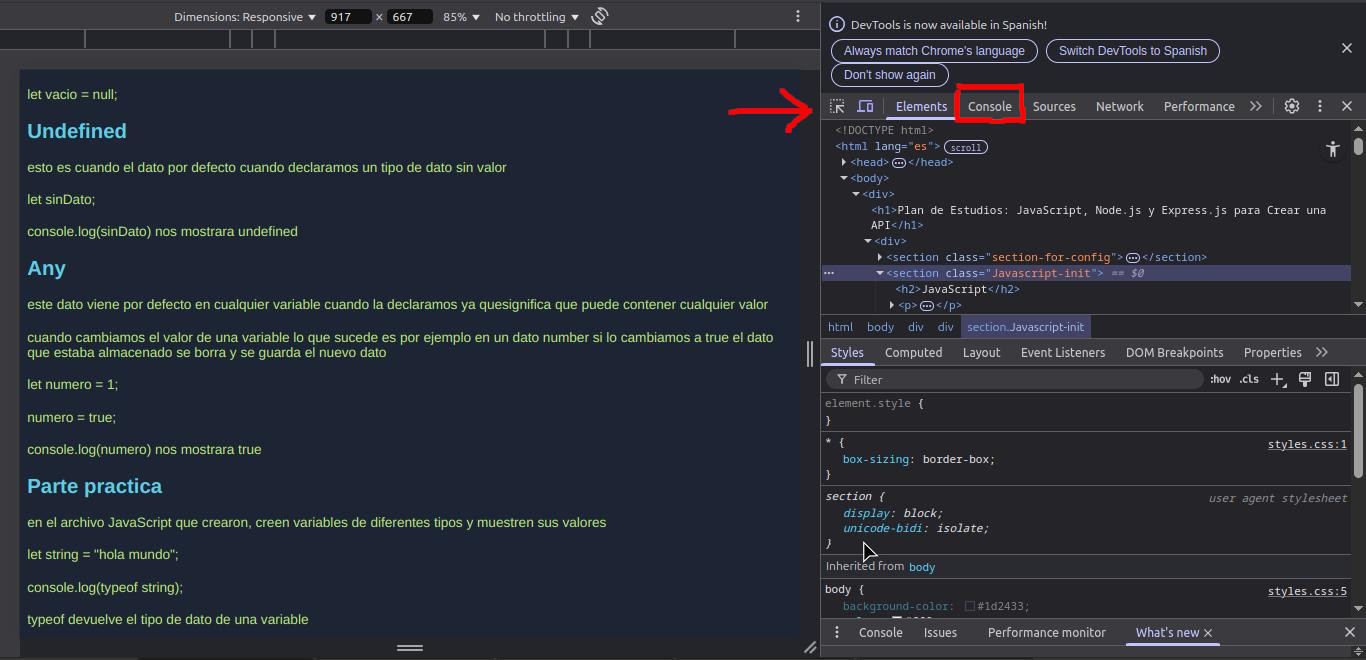 Dimensions: Responsive 917 × 667 85% No throttling
let vacio = null;
Undefined
esto es cuando el dato por defecto cuando declaramos un tipo de dato sin valor
let sinDato;
console.log(sinDato) nos mostrara undefined
Any
este dato viene por defecto en cualquier variable cuando la declaramos ya quesignifica que puede contener cualquier valor
cuando cambiamos el valor de una variable lo que sucede es por ejemplo en un dato number si lo cambiamos a true el dato
que estaba almacenado se borra y se guarda el nuevo dato
let numero = 1;
numero = true;
console.log(numero) nos mostrara true
Parte practica
en el archivo JavaScript que crearon, creen variables de diferentes tipos y muestren sus valores
let string = "hola mundo";
console.log(typeof string);
typeof devuelve el tipo de dato de una variable
DevTools is now available in Spanish!
Always match Chrome's language Switch DevTools to Spanish
Don't show again
Elements Console Sources Network Performance
<!DOCTYPE html>
<html lang="es"> scroll
<head> </head>
<body>
<div>
<h1>Plan de Estudios: JavaScript, Node.js y Express.js para Crear una
API</h1>
<div>
<section class="section-for-config"> </section>
<section class="Javascript-init"> == $0
<h2>JavaScript</h2>
<p> </p>
html body div div section.Javascript-init
Styles Computed Layout Event Listeners DOM Breakpoints Properties
Filter :hov .cls
element.style {
}
* { styles.css:1
box-sizing: border-box;
}
section { user agent stylesheet
display: block;
unicode-bidi: isolate;
}
Inherited from body
body { styles.css:5
background-color: #1d2433;
Console Issues Performance monitor What's new